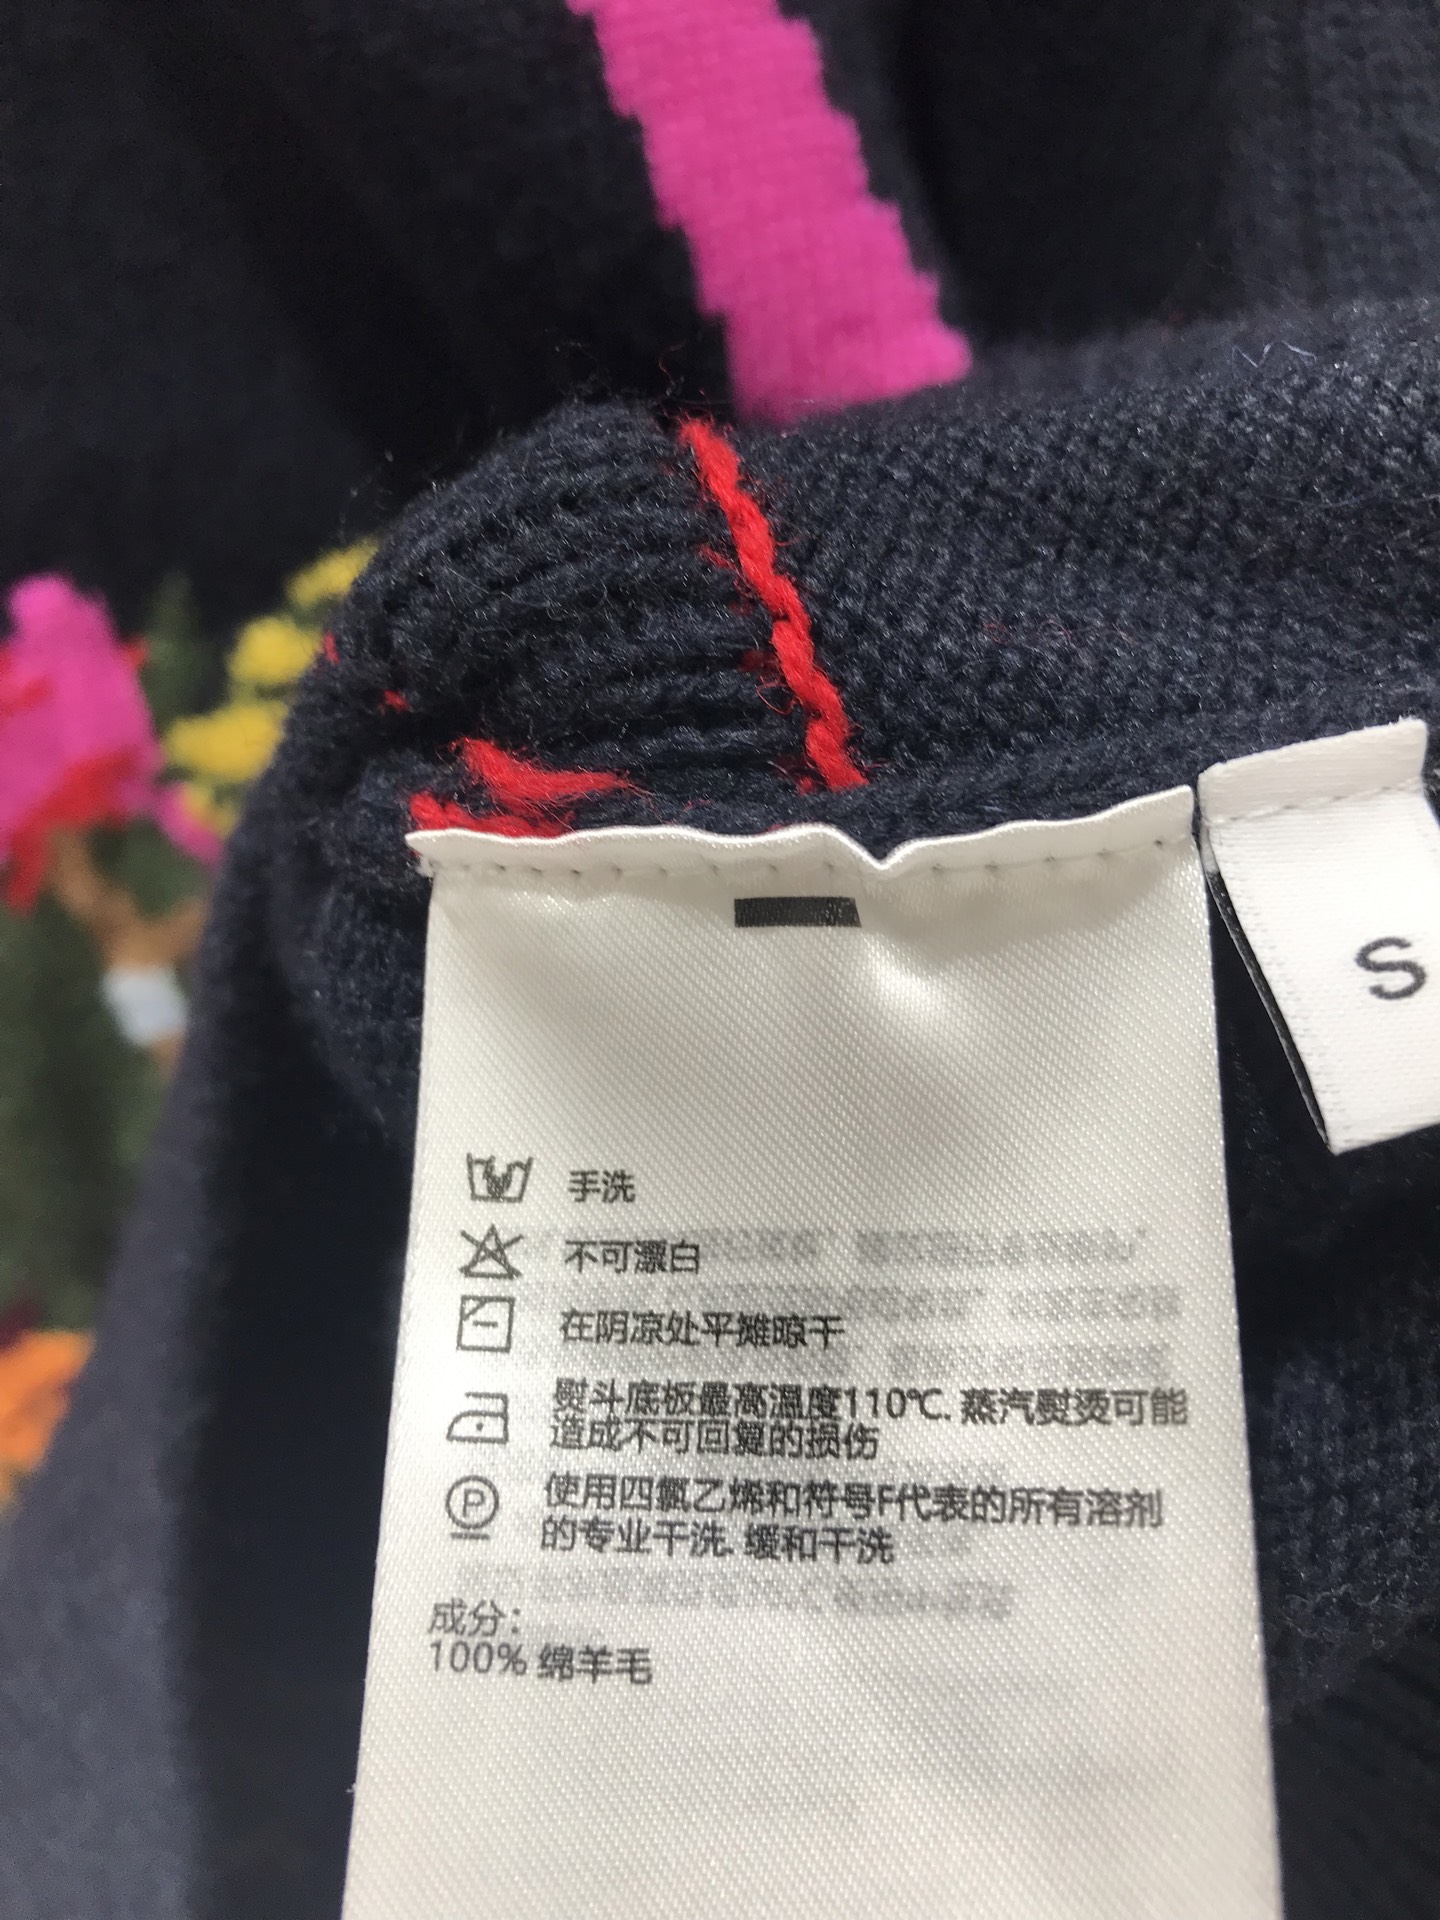 S
手洗
不可漂白
在阴凉处平摊晾干
熨斗底板最高温度110℃. 蒸汽熨烫可能
造成不可回复的损伤
P
使用四氯乙烯和符号F代表的所有溶剂
的专业干洗. 缓和干洗
成分:
100% 绵羊毛